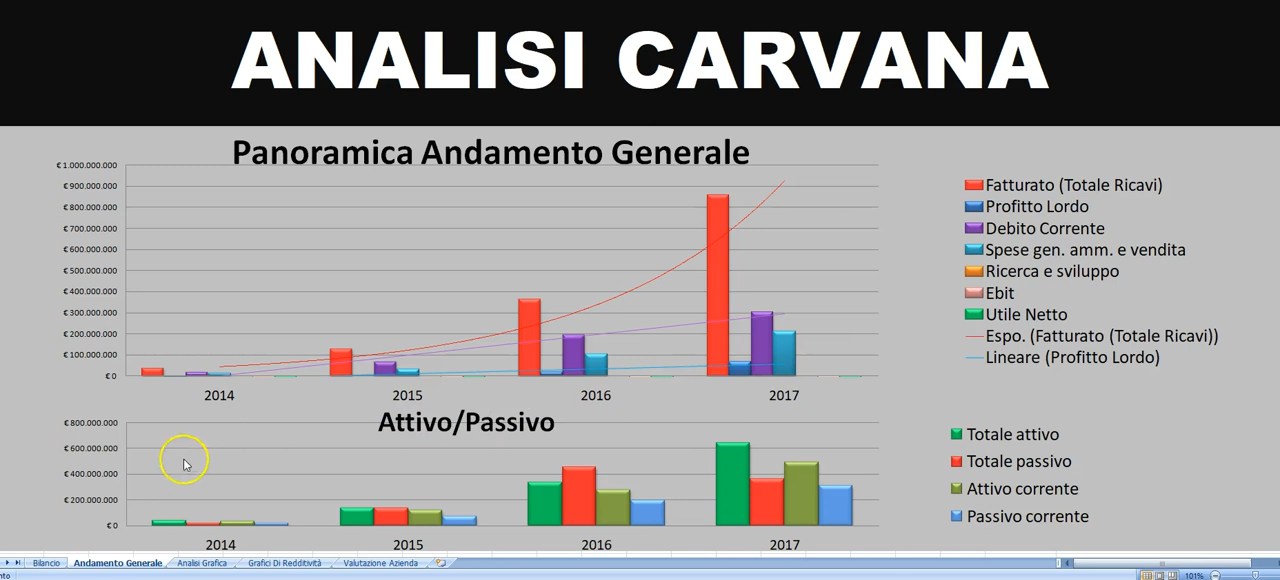 ANALISI CARVANA
Panoramica Andamento Generale
€ 1.000.000.000
€ 900.000.000
€ 800.000.000
€ 700.000.000
€ 600.000.000
€ 500.000.000
€ 400.000.000
€ 300.000.000
€ 200.000.000
€ 100.000.000
€ 0
2014 2015 2016 2017
Fatturato (Totale Ricavi)
Profitto Lordo
Debito Corrente
Spese gen. amm. e vendita
Ricerca e sviluppo
Ebit
Utile Netto
Espo. (Fatturato (Totale Ricavi))
Lineare (Profitto Lordo)
Attivo/Passivo
€ 800.000.000
€ 600.000.000
€ 400.000.000
€ 200.000.000
€ 0
2014 2015 2016 2017
Totale attivo
Totale passivo
Attivo corrente
Passivo corrente
Bilancio Andamento Generale Analisi Grafica Grafici Di Redditività Valutazione Azienda
nto 101%